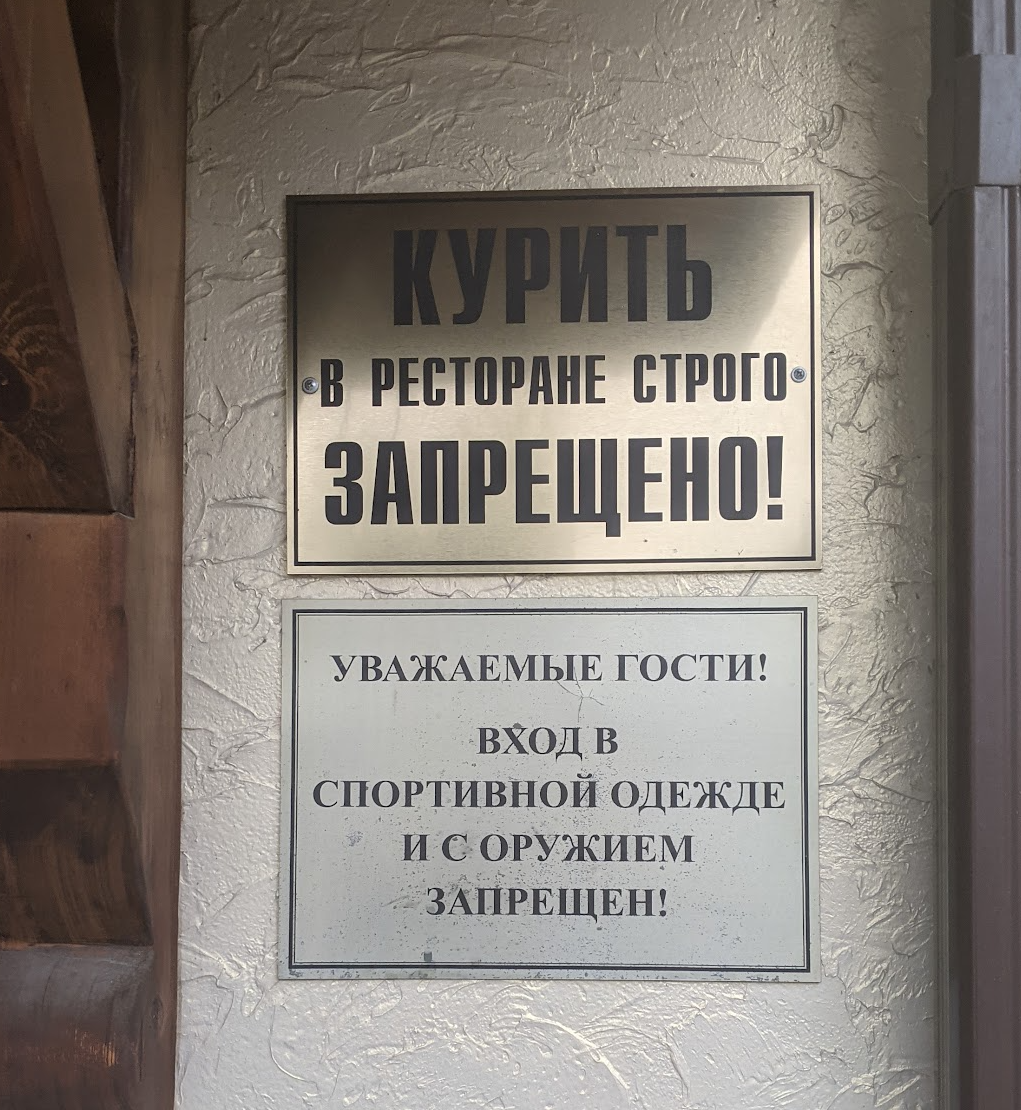 КУРИТЬ
В РЕСТОРАНЕ СТРОГО
ЗАПРЕЩЕНО!
УВАЖАЕМЫЕ ГОСТИ!
ВХОД В
СПОРТИВНОЙ ОДЕЖДЕ
И С ОРУЖИЕМ
ЗАПРЕЩЕН!